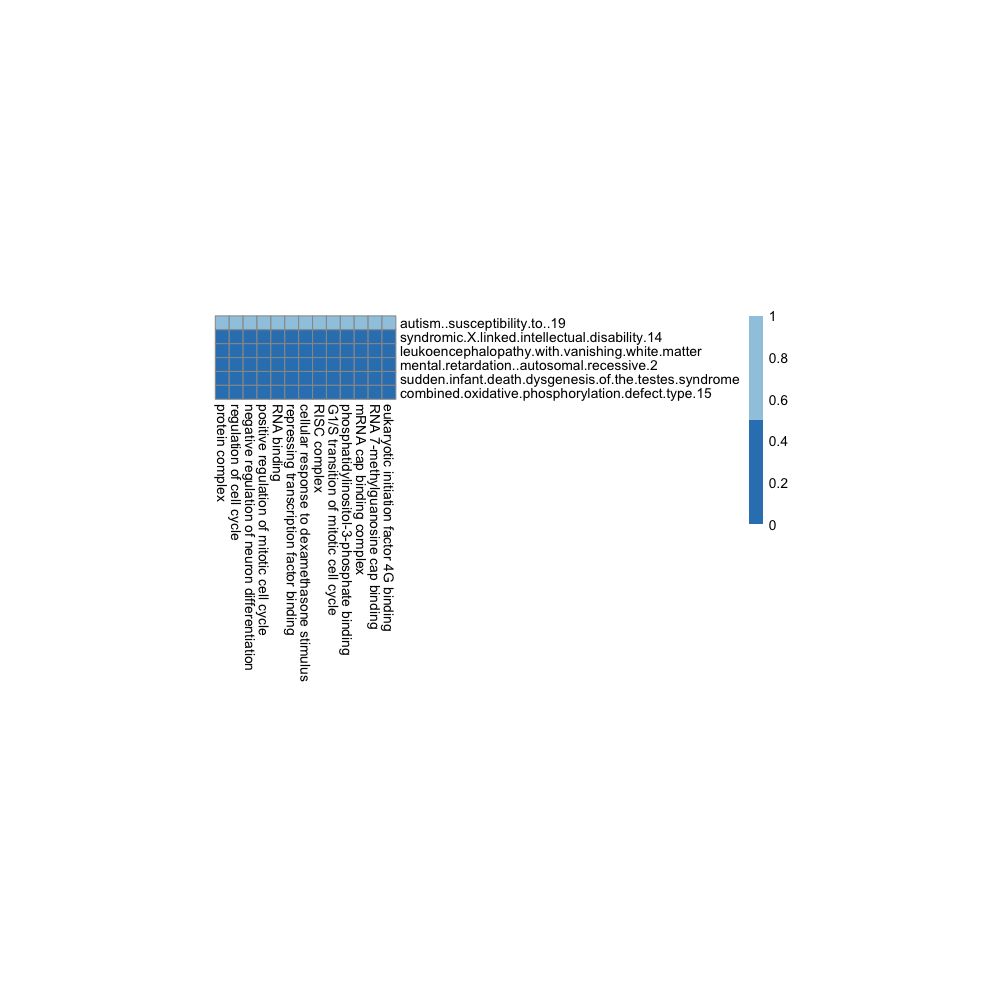 autism..susceptibility.to..19
syndromic.X.linked.intellectual.disability.14
leukoencephalopathy.with.vanishing.white.matter
mental.retardation..autosomal.recessive.2
sudden.infant.death.dysgenesis.of.the.testes.syndrome
combined.oxidative.phosphorylation.defect.type.15
1
0.8
0.6
0.4
0.2
0
protein complex
regulation of cell cycle
negative regulation of neuron differentiation
positive regulation of mitotic cell cycle
RNA binding
repressing transcription factor binding
cellular response to dexamethasone stimulus
RISC complex
G1/S transition of mitotic cell cycle
phosphatidylinositol-3-phosphate binding
mRNA cap binding complex
RNA 7-methylguanosine cap binding
eukaryotic initiation factor 4G binding